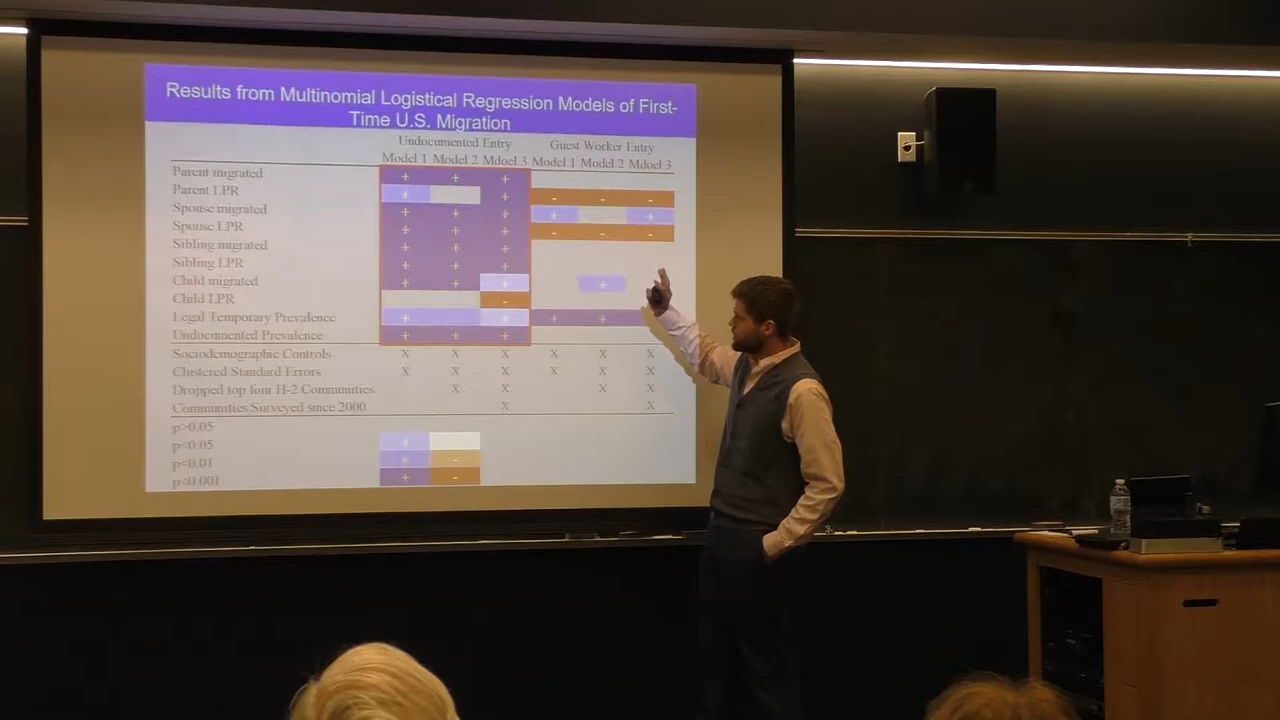 Results from Multinomial Logistical Regression Models of First-
Time U.S. Migration
Undocumented Entry Guest Worker Entry
Model 1 Model 2 Mdoel 3 Model 1 Model 2 Mdoel 3
Parent migrated + + +
Parent LPR + + - - -
Spouse migrated + + + + +
Spouse LPR + + + - - -
Sibling migrated + + +
Sibling LPR + + +
Child migrated + + + +
Child LPR -
Legal Temporary Prevalence + + + + +
Undocumented Prevalence + + +
Sociodemographic Controls X X X X X X
Clustered Standard Errors X X X X X X
Dropped top four H-2 Communities X X X X
Communities Surveyed since 2000 X X
p>0.05
p<0.05 +
p<0.01 + -
p<0.001 + -